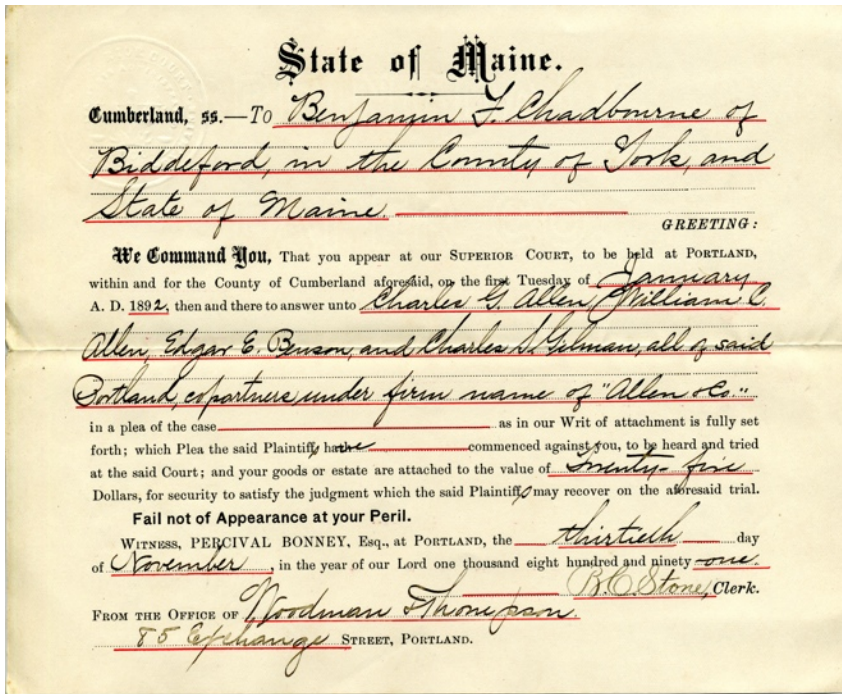 State of Maine.
Cumberland, ss.—To Benjamin F. Chadbourne of
Biddeford, in the County of York, and
State of Maine.
GREETING:
We Command You, That you appear at our SUPERIOR COURT, to be held at PORTLAND,
within and for the County of Cumberland aforesaid, on the first Tuesday of January
A. D. 1892, then and there to answer unto Charles G. Allen, William C.
Allen, Edgar E. Benson, and Charles S. Gilman, all of said
Portland, copartners under firm name of "Allen & Co."
in a plea of the case as in our Writ of attachment is fully set
forth; which Plea the said Plaintiffs have commenced against you, to be heard and tried
at the said Court; and your goods or estate are attached to the value of Twenty-five
Dollars, for security to satisfy the judgment which the said Plaintiffs may recover on the aforesaid trial.
Fail not of Appearance at your Peril.
WITNESS, PERCIVAL BONNEY, Esq., at PORTLAND, the thirtieth day
of November, in the year of our Lord one thousand eight hundred and ninety-one.
B. C. Stone, Clerk.
FROM THE OFFICE OF Woodman & Thompson.
85 Exchange STREET, PORTLAND.